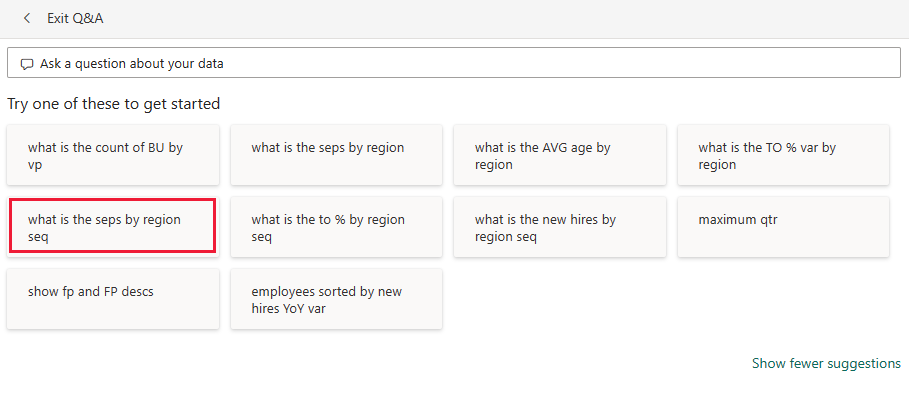 Exit Q&A
Ask a question about your data
Try one of these to get started
what is the count of BU by
vp
what is the seps by region
what is the AVG age by
region
what is the TO % var by
region
what is the seps by region
seq
what is the to % by region
seq
what is the new hires by
region seq
maximum qtr
show fp and FP descs
employees sorted by new
hires YoY var
Show fewer suggestions